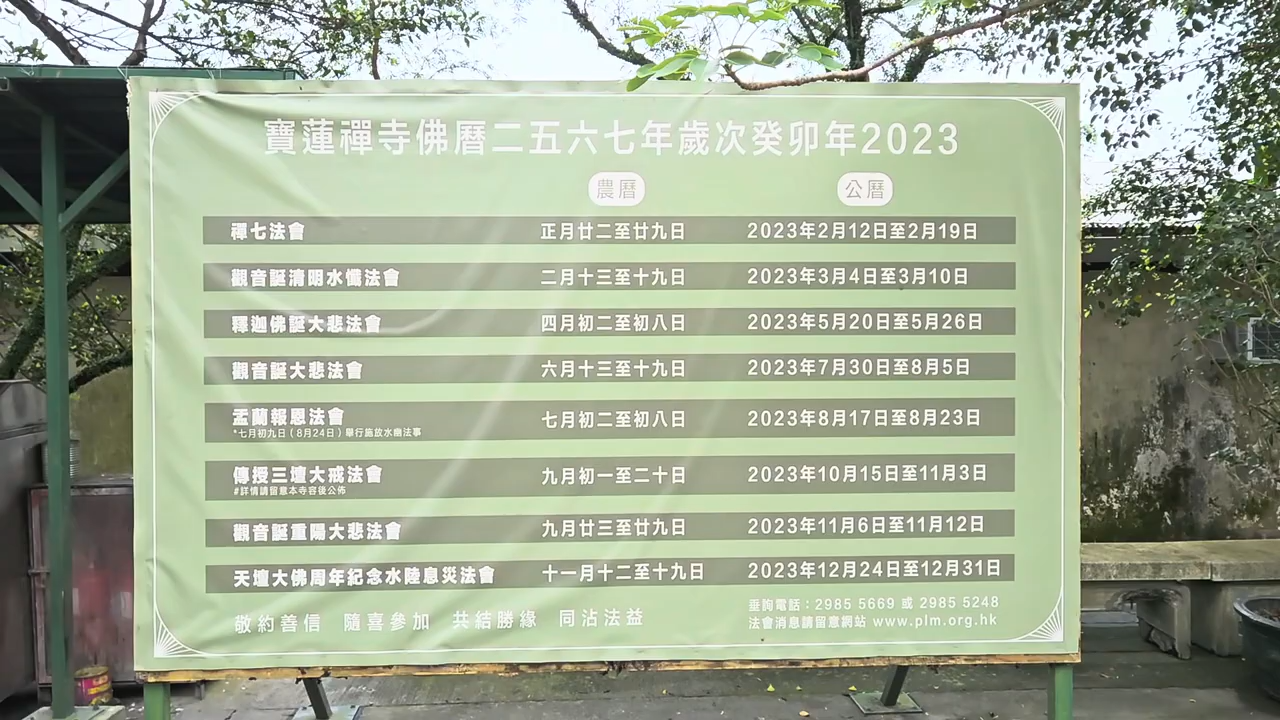 寶蓮禪寺佛曆二五六七年歲次癸卯年2023
農曆 公曆
禪七法會 正月廿二至廿九日 2023年2月12日至2月19日
觀音誕清明水懺法會 二月十三至十九日 2023年3月4日至3月10日
釋迦佛誕大悲法會 四月初二至初八日 2023年5月20日至5月26日
觀音誕大悲法會 六月十三至十九日 2023年7月30日至8月5日
盂蘭報恩法會 七月初二至初八日 2023年8月17日至8月23日
*七月初九日(8月24日)舉行施放水幽法事
傳授三壇大戒法會 九月初一至二十日 2023年10月15日至11月3日
#詳情請留意本寺容後公佈
觀音誕重陽大悲法會 九月廿三至廿九日 2023年11月6日至11月12日
天壇大佛周年紀念水陸息災法會 十一月十二至十九日 2023年12月24日至12月31日
敬約善信 隨喜參加 共結勝緣 同沾法益
垂詢電話：2985 5669 或 2985 5248
法會消息請留意網站 www.plm.org.hk